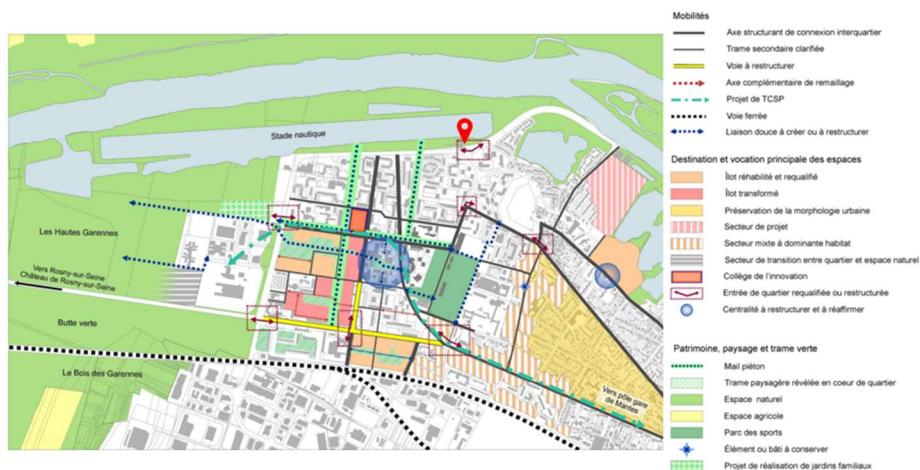 Stade nautique
Les Hautes Garennes
Vers Rosny-sur-Seine
Château de Rosny-sur-Seine
Butte verte
Le Bois des Garennes
Vers pôle gare
de Mantes
Mobilités
Axe structurant de connexion interquartier
Trame secondaire clarifiée
Voie à restructurer
Axe complémentaire de remaillage
Projet de TCSP
Voie ferrée
Liaison douce à créer ou à restructurer
Destination et vocation principale des espaces
Îlot réhabilité et requalifié
Îlot transformé
Préservation de la morphologie urbaine
Secteur de projet
Secteur mixte à dominante habitat
Secteur de transition entre quartier et espace naturel
Collège de l'innovation
Entrée de quartier requalifiée ou restructurée
Centralité à restructurer et à réaffirmer
Patrimoine, paysage et trame verte
Mail piéton
Trame paysagère révélée en coeur de quartier
Espace naturel
Espace agricole
Parc des sports
Élément ou bâti à conserver
Projet de réalisation de jardins familiaux